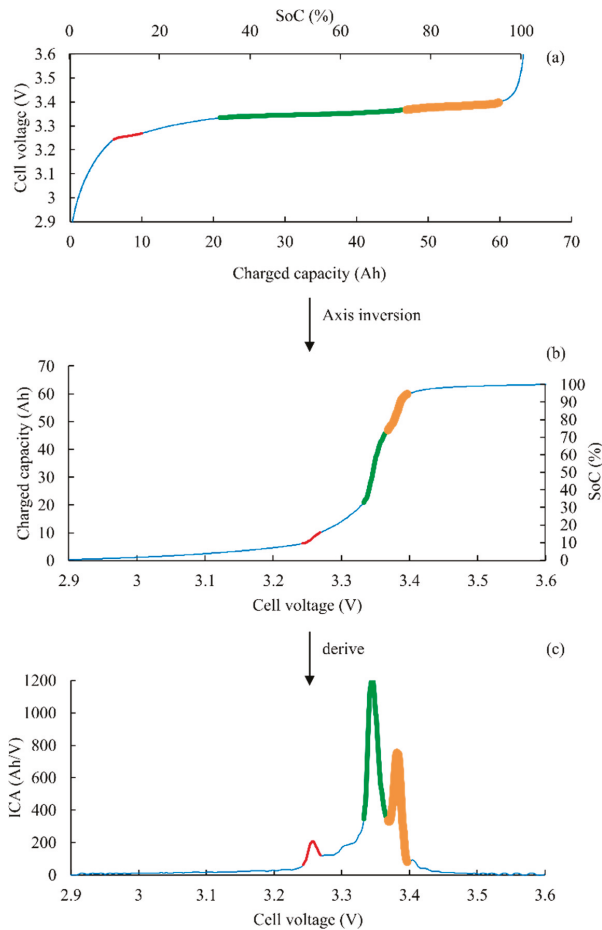 SoC (%)
0 20 40 60 80 100
3.6
3.5
3.4
3.3
3.2
3.1
3
2.9
Cell voltage (V)
(a)
0 10 20 30 40 50 60 70
Charged capacity (Ah)
Axis inversion
(b)
70
60
50
40
30
20
10
0
Charged capacity (Ah)
100
90
80
70
60
50
40
30
20
10
0
SoC (%)
2.9 3 3.1 3.2 3.3 3.4 3.5 3.6
Cell voltage (V)
derive
(c)
1200
1000
800
600
400
200
0
ICA (Ah/V)
2.9 3 3.1 3.2 3.3 3.4 3.5 3.6
Cell voltage (V)